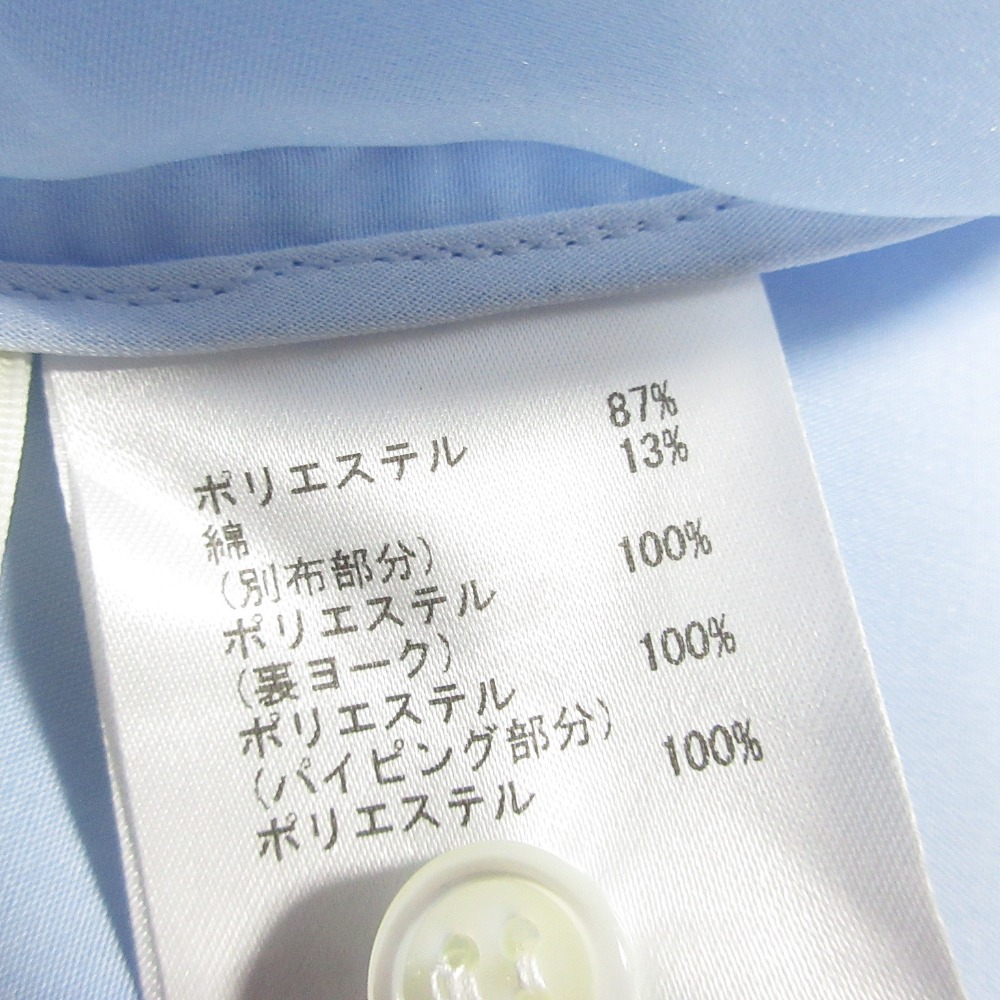 ポリエステル 87%
綿 13%
(別布部分)
ポリエステル 100%
(裏ヨーク)
ポリエステル 100%
(パイピング部分)
ポリエステル 100%